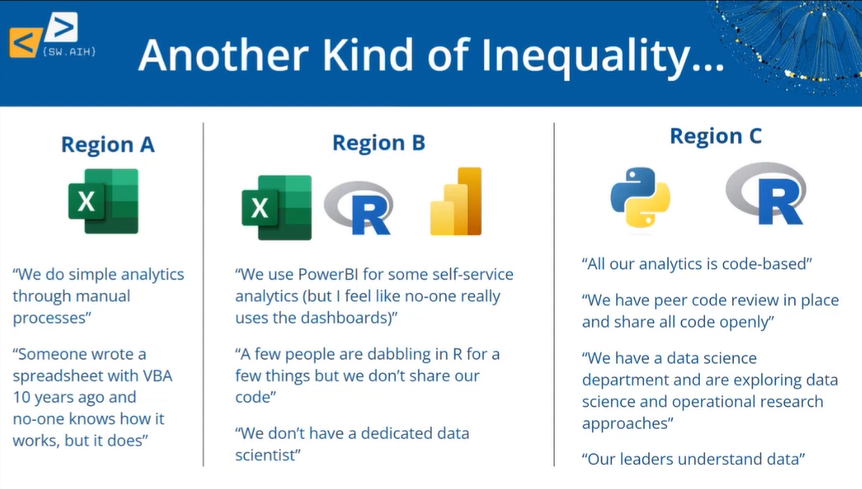 {SW.AIH}
Another Kind of Inequality...
Region A
X
“We do simple analytics
through manual
processes”
“Someone wrote a
spreadsheet with VBA
10 years ago and
no-one knows how it
works, but it does”
Region B
X
R
“We use PowerBI for some self-service
analytics (but I feel like no-one really
uses the dashboards)”
“A few people are dabbling in R for a
few things but we don’t share our
code”
“We don’t have a dedicated data
scientist”
Region C
R
“All our analytics is code-based”
“We have peer code review in place
and share all code openly”
“We have a data science
department and are exploring data
science and operational research
approaches”
“Our leaders understand data”